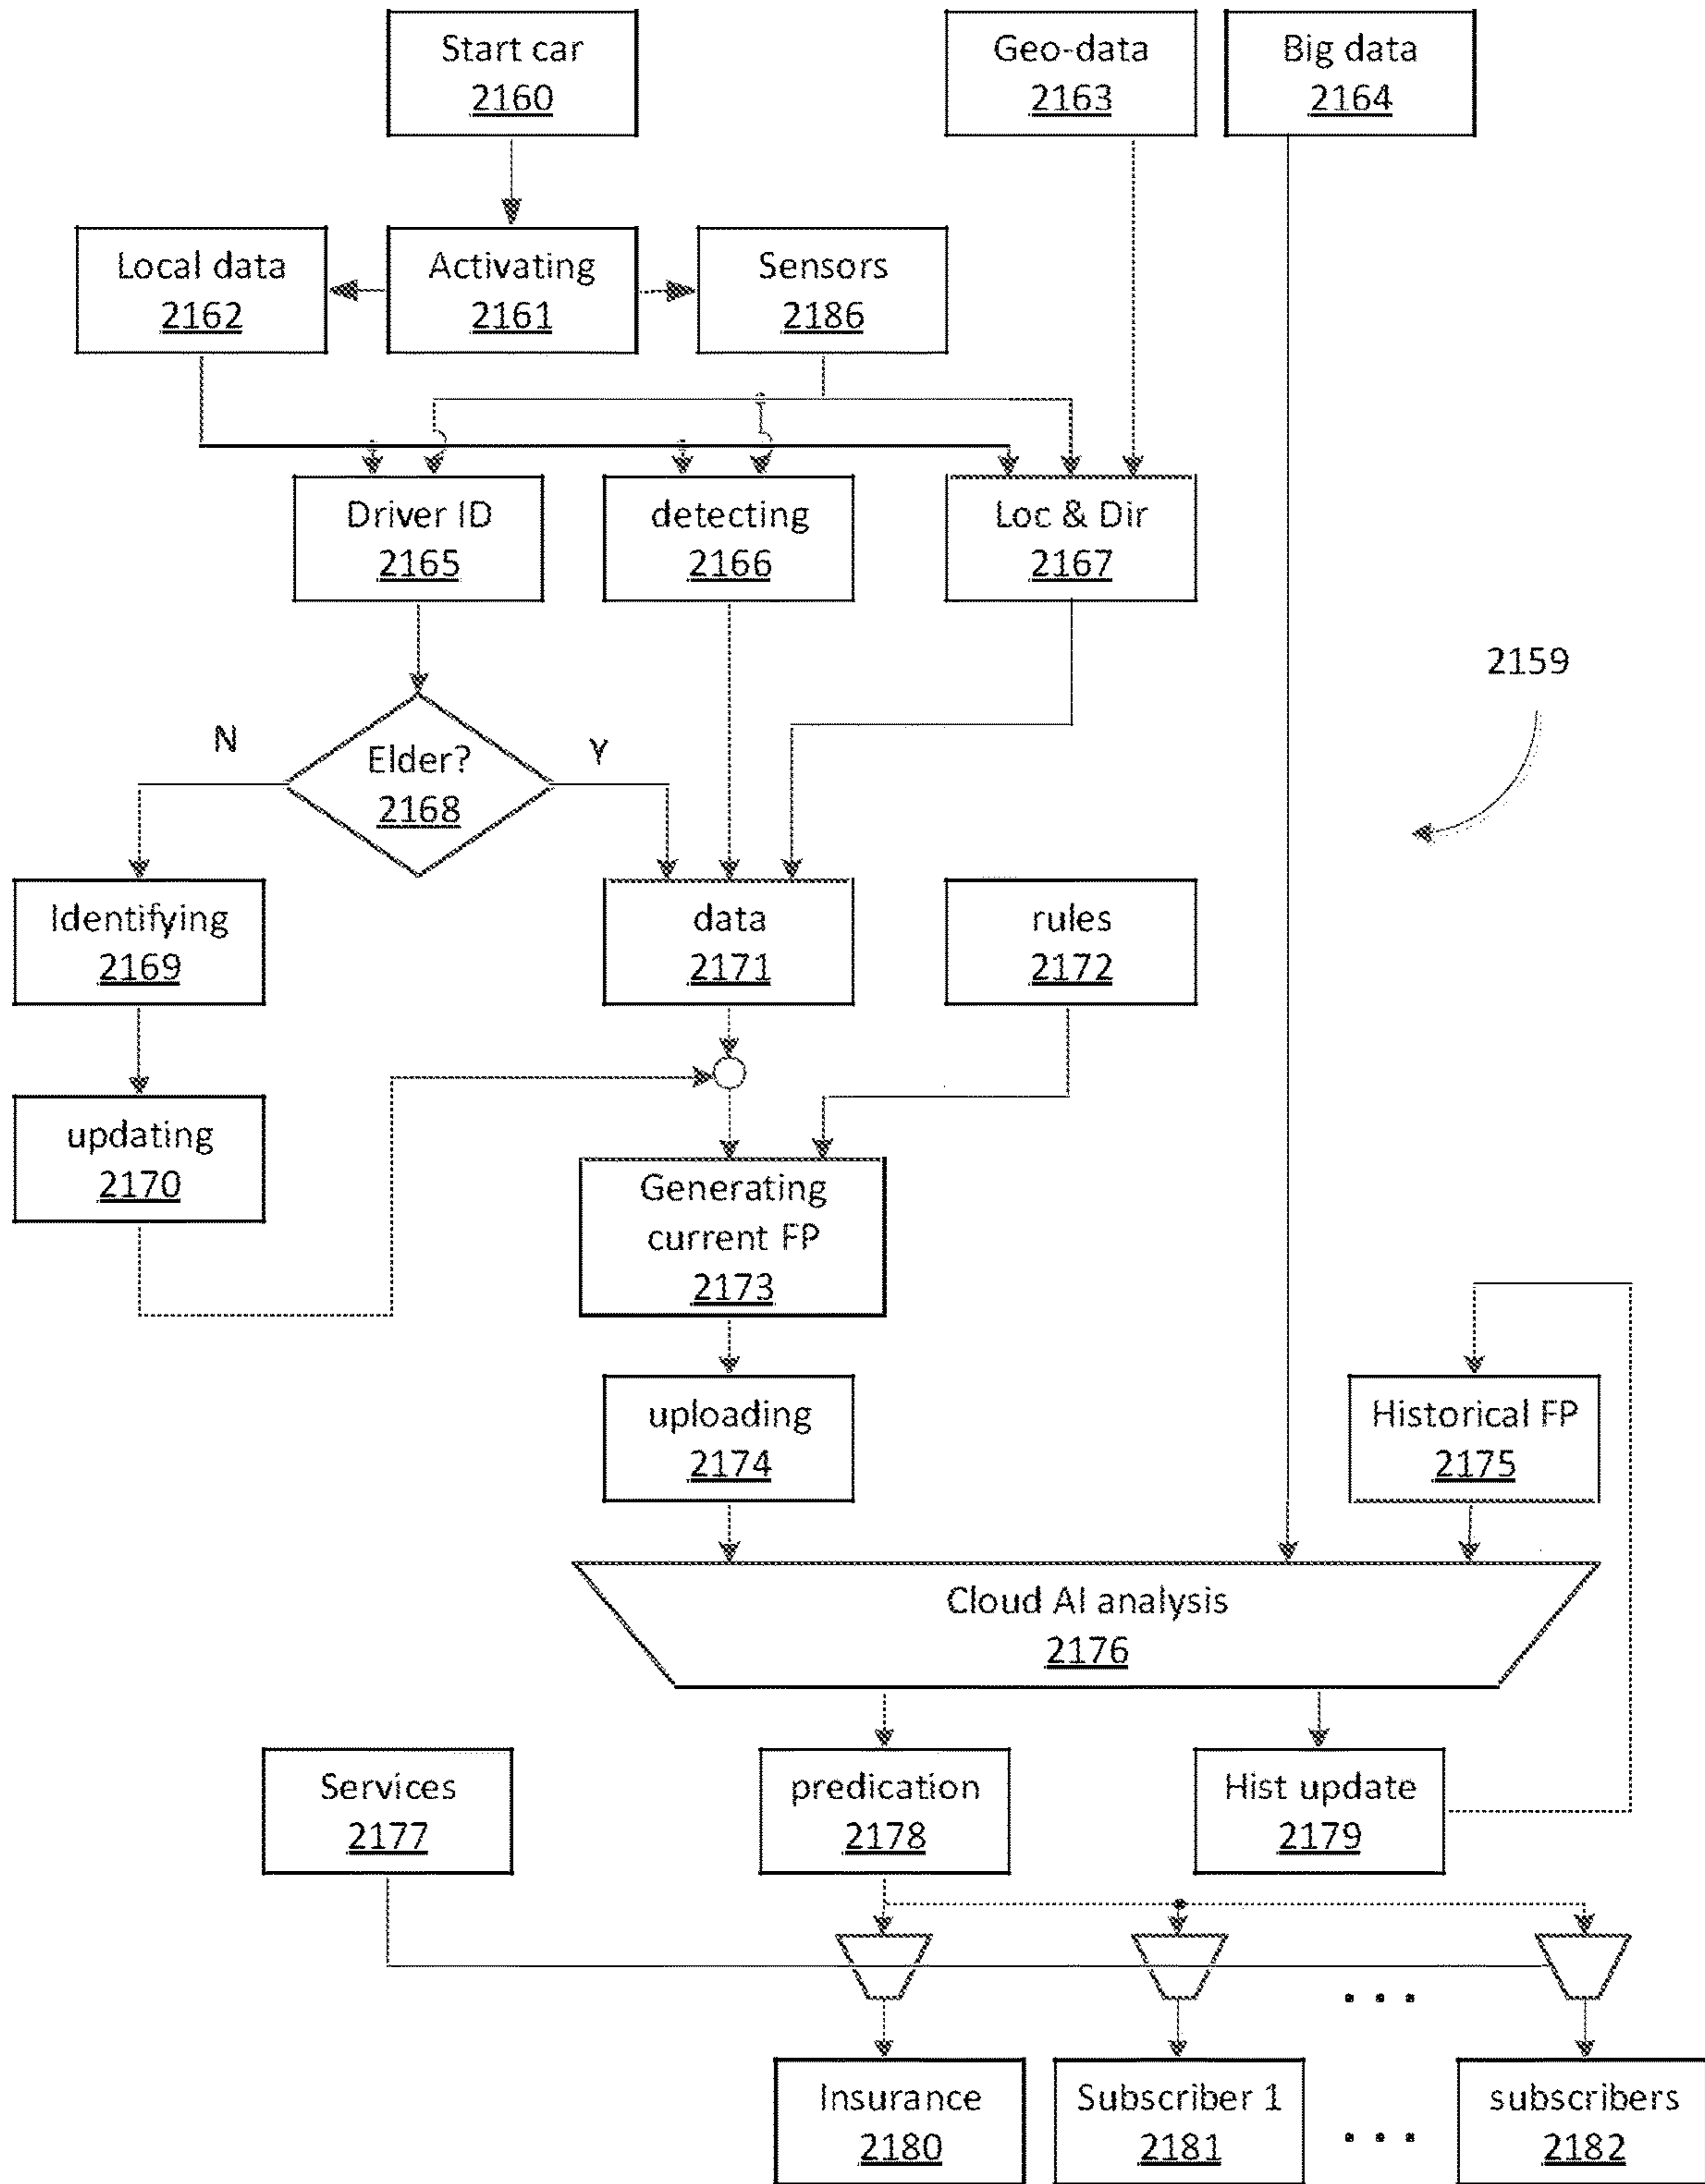 Start car
2160
Geo-data
2163
Big data
2164
Local data
2162
Activating
2161
Sensors
2186
Driver ID
2165
detecting
2166
Loc & Dir
2167
2159
N
Elder?
2168
Y
Identifying
2169
data
2171
rules
2172
updating
2170
Generating
current FP
2173
uploading
2174
Historical FP
2175
Cloud AI analysis
2176
Services
2177
predication
2178
Hist update
2179
. . .
Insurance
2180
Subscriber 1
2181
. . .
subscribers
2182